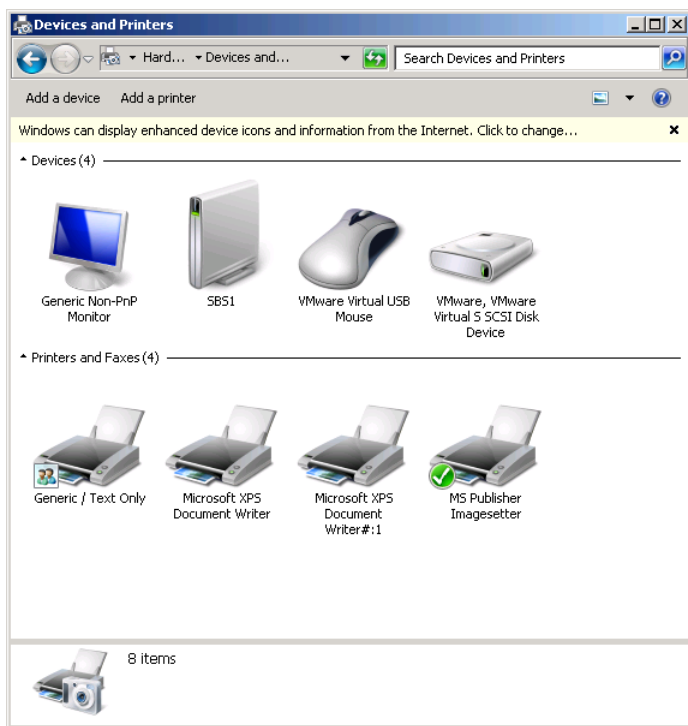 Devices and Printers
Hard... Devices and... Search Devices and Printers
Add a device Add a printer
Windows can display enhanced device icons and information from the Internet. Click to change...
Devices (4)
Generic Non-PnP
Monitor
SBS1
VMware Virtual USB
Mouse
VMware, VMware
Virtual S SCSI Disk
Device
Printers and Faxes (4)
Generic / Text Only
Microsoft XPS
Document Writer
Microsoft XPS
Document
Writer#:1
MS Publisher
Imagesetter
8 items